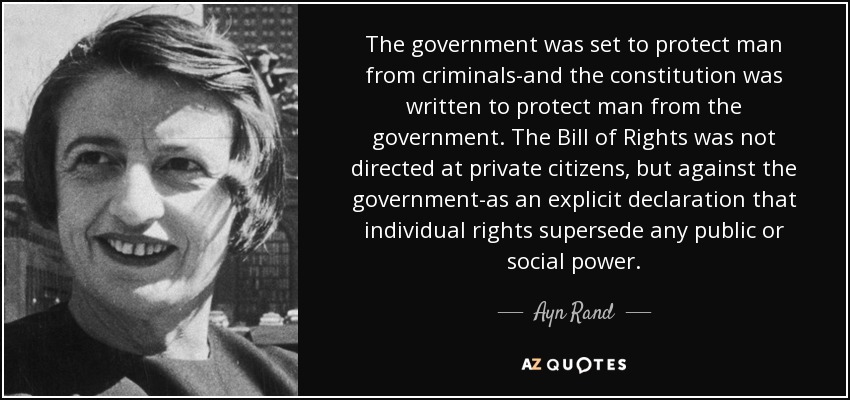 The government was set to protect man
from criminals-and the constitution was
written to protect man from the
government. The Bill of Rights was not
directed at private citizens, but against the
government-as an explicit declaration that
individual rights supersede any public or
social power.
Ayn Rand
AZ QUOTES